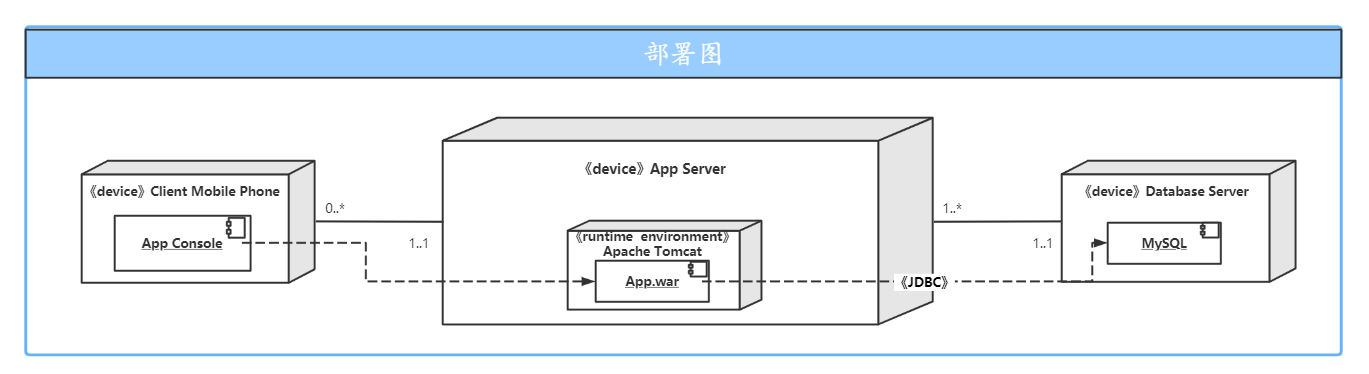 部署图
《device》Client Mobile Phone
App Console
0..*
1..1
《device》App Server
《runtime environment》
Apache Tomcat
App.war
《JDBC》
1..*
1..1
《device》Database Server
MySQL